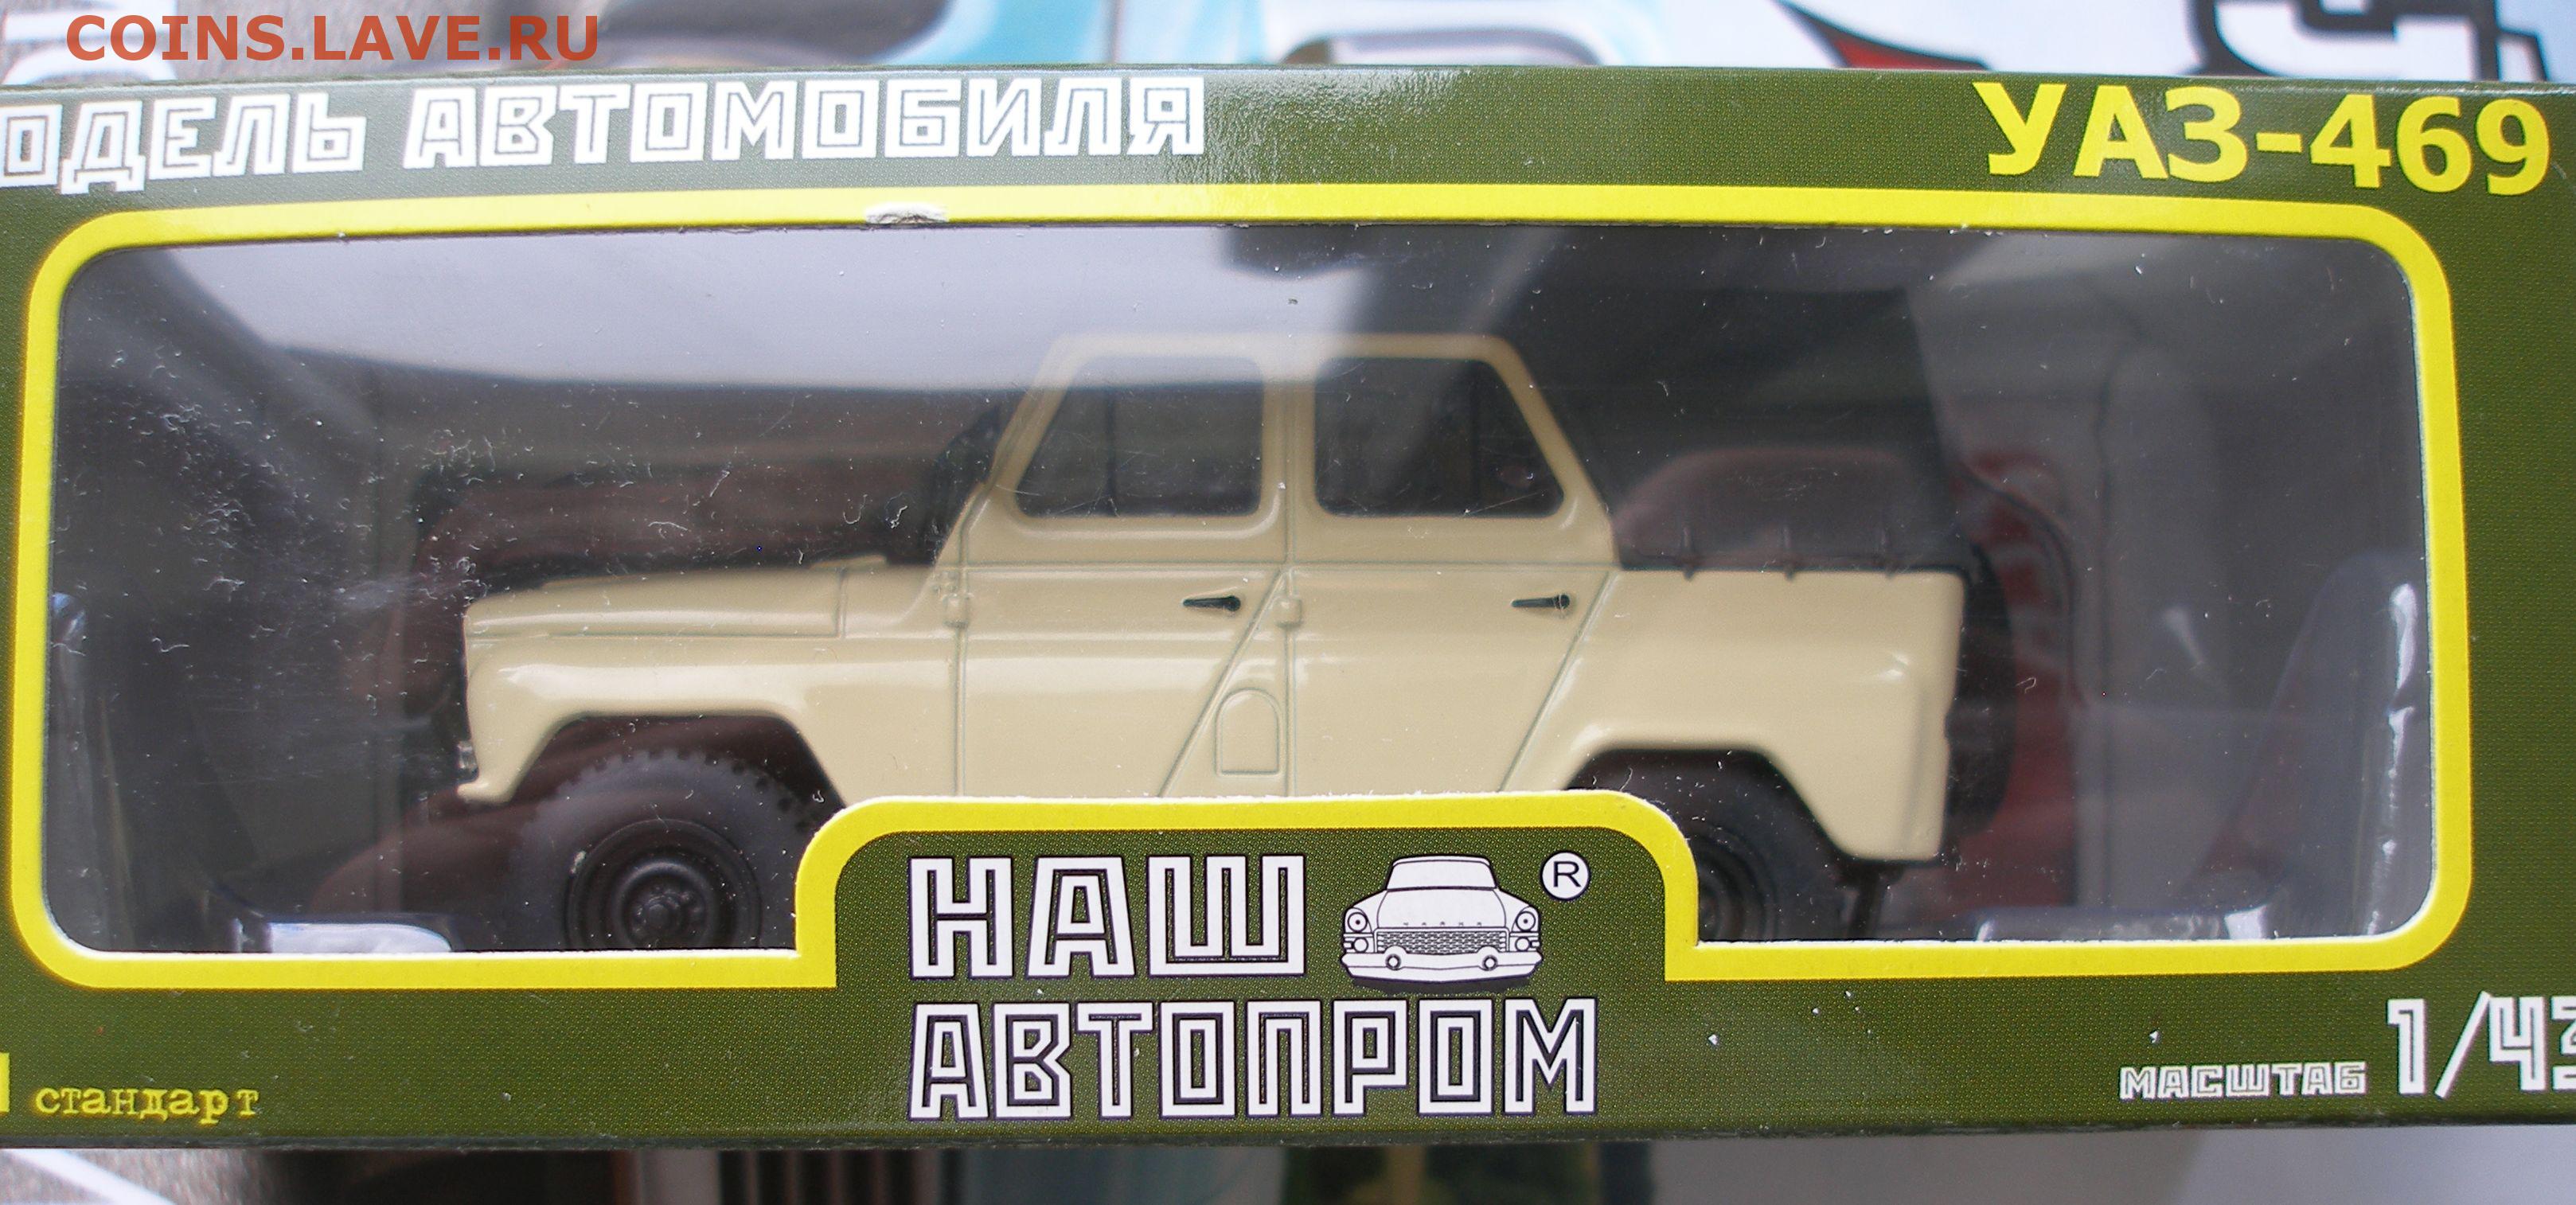 COINS.LAVE.RU
ОДЕЛЬ АВТОМОБИЛЯ
УАЗ-469
НАШ ®
АВТОПРОМ
стандарт
МАСШТАБ 1/43